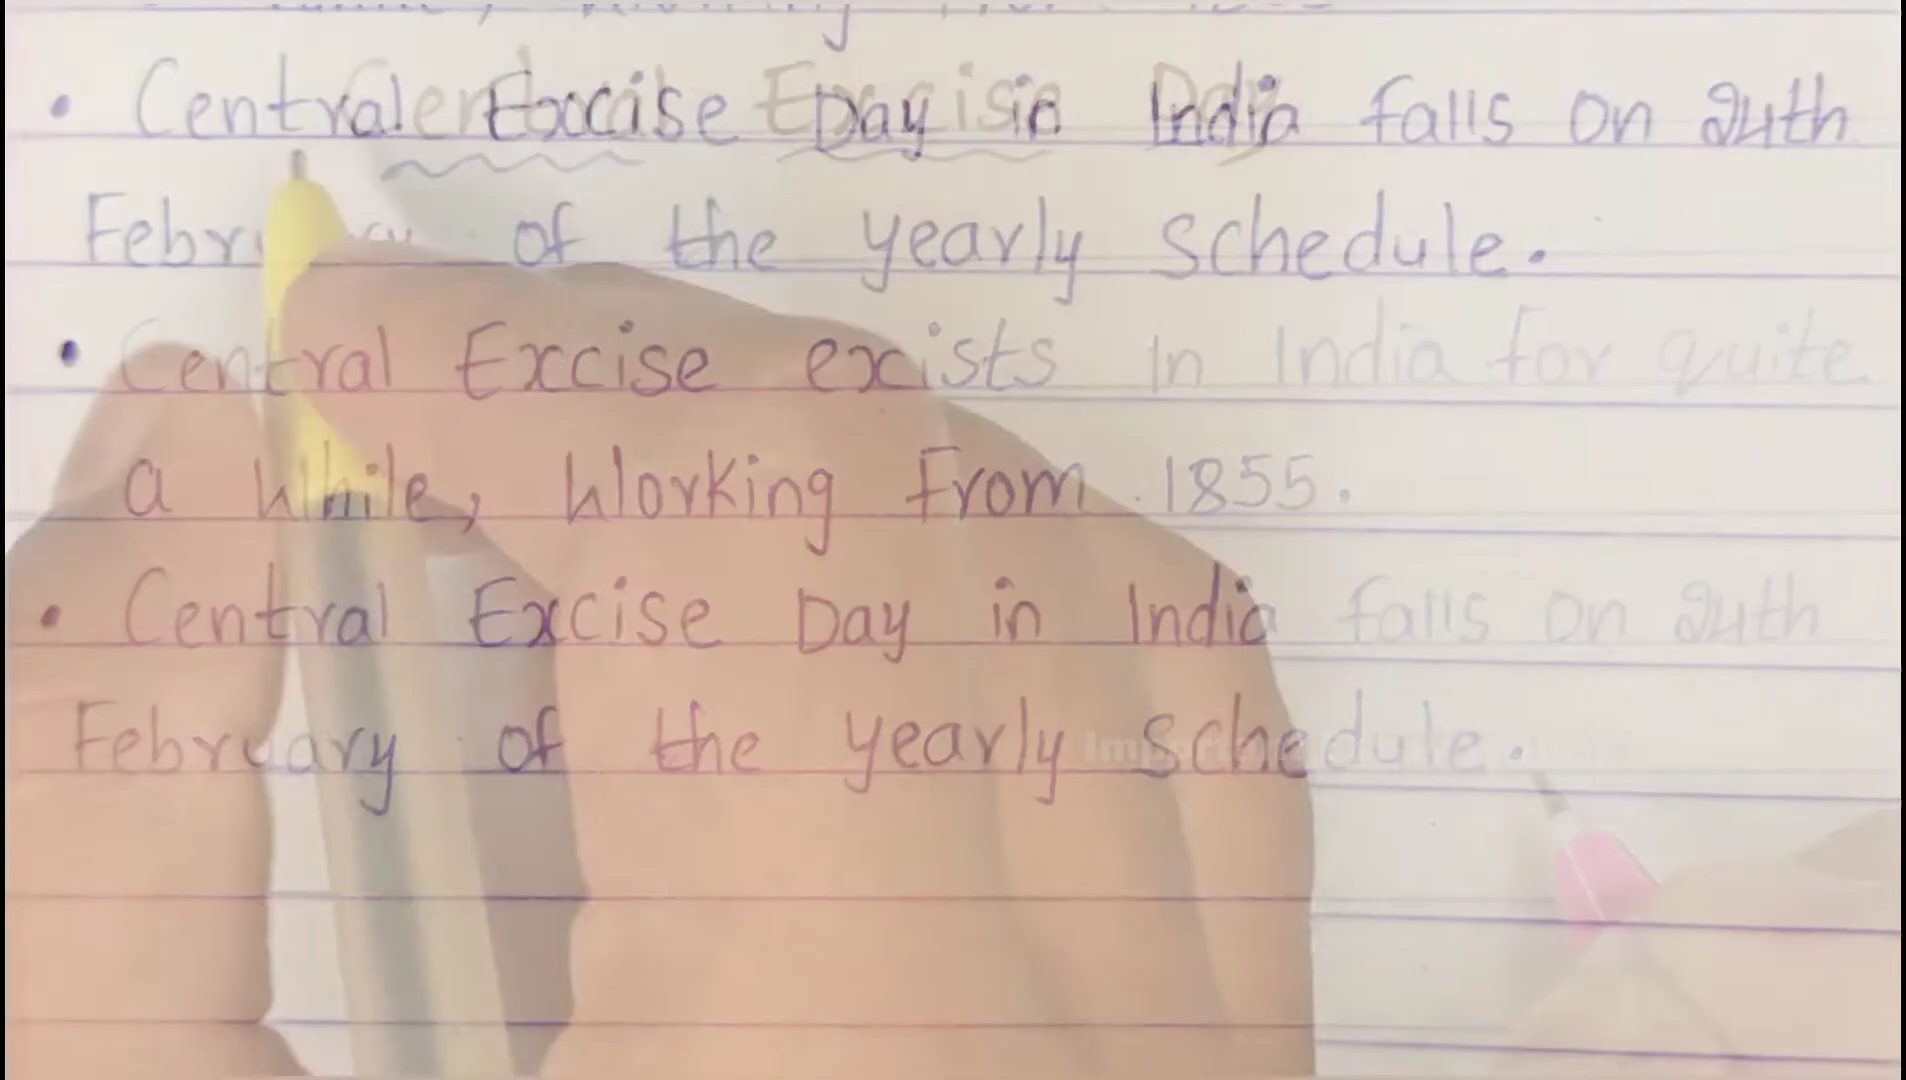 • Central Excise Day in India falls on 24th
February of the yearly schedule.
• Central Excise exists in India for quite
a while, Working from 1855.
• Central Excise Day in India falls on 24th
February of the yearly schedule.